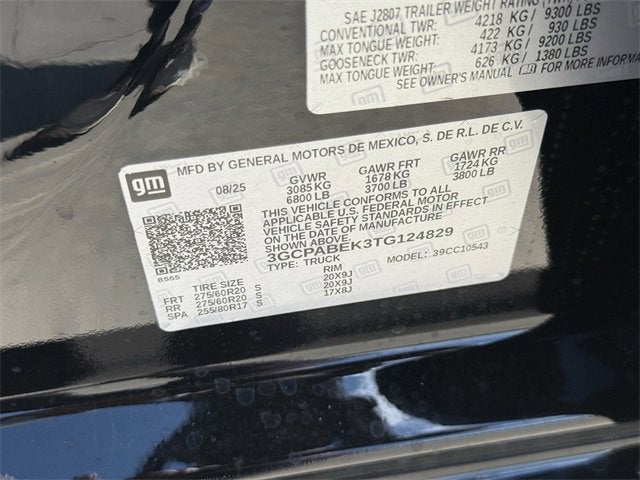 SAE J2807 TRAILER WEIGHT RATING
CONVENTIONAL TWR: 4218 KG / 9300 LBS
MAX TONGUE WEIGHT: 422 KG / 930 LBS
GOOSENECK TWR: 4173 KG / 9200 LBS
MAX TONGUE WEIGHT: 626 KG / 1380 LBS
SEE OWNER'S MANUAL FOR MORE INFORMA
gm
MFD BY GENERAL MOTORS DE MEXICO, S. DE R.L. DE C.V.
08/25 GVWR GAWR FRT GAWR RR
3085 KG 1678 KG 1724 KG
6800 LB 3700 LB 3800 LB
THIS VEHICLE CONFORMS TO ALL
APPLICABLE U.S. FEDERAL MOTOR
VEHICLE SAFETY STANDARDS IN EFFECT
ON THE DATE OF MANUFACTURE
SHOWN ABOVE.
3GCPABEK3TG124829
TYPE: TRUCK MODEL: 39CC10543
8555
TIRE SIZE RIM
FRT 275/60R20 S 20X9J
RR 275/60R20 S 20X9J
SPA 255/80R17 S 17X8J